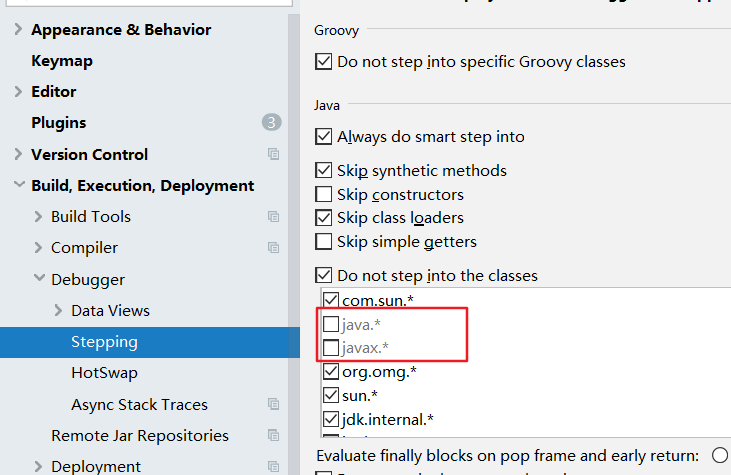 Appearance & Behavior
Keymap
Editor
Plugins
3
Version Control
Build, Execution, Deployment
Build Tools
Compiler
Debugger
Data Views
Stepping
HotSwap
Async Stack Traces
Remote Jar Repositories
Deployment
Groovy
Do not step into specific Groovy classes
Java
Always do smart step into
Skip synthetic methods
Skip constructors
Skip class loaders
Skip simple getters
Do not step into the classes
com.sun.*
java.*
javax.*
org.omg.*
sun.*
jdk.internal.*
Evaluate finally blocks on pop frame and early return: